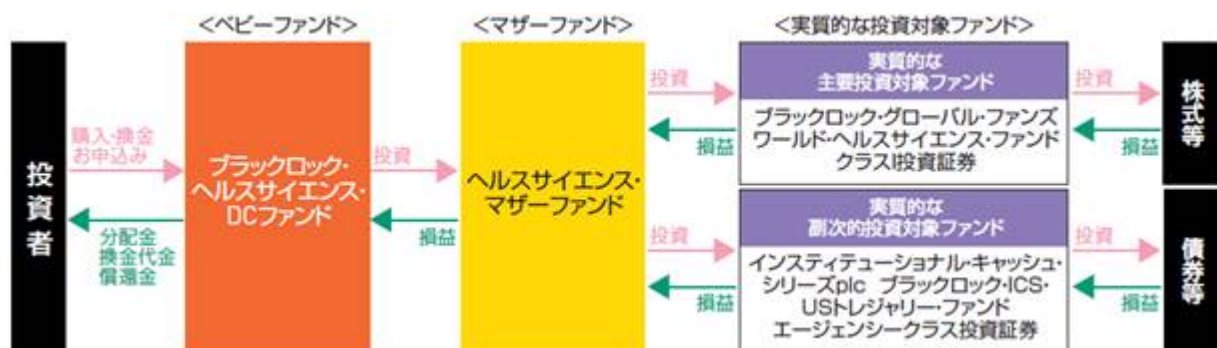 <ベビーファンド>
<マザーファンド>
<実質的な投資対象ファンド>
投資者
購入・換金
お申込み
分配金
換金代金
償還金
ブラックロック・
ヘルスサイエンス・
DCファンド
投資
損益
ヘルスサイエンス・
マザーファンド
投資
損益
実質的な
主要投資対象ファンド
ブラックロック・グローバル・ファンズ
ワールド・ヘルスサイエンス・ファンド
クラスI投資証券
投資
損益
株式等
投資
損益
実質的な
副次的投資対象ファンド
インスティテューショナル・キャッシュ・
シリーズplc ブラックロック・ICS・
USトレジャリー・ファンド
エージェンシークラス投資証券
投資
損益
債券等